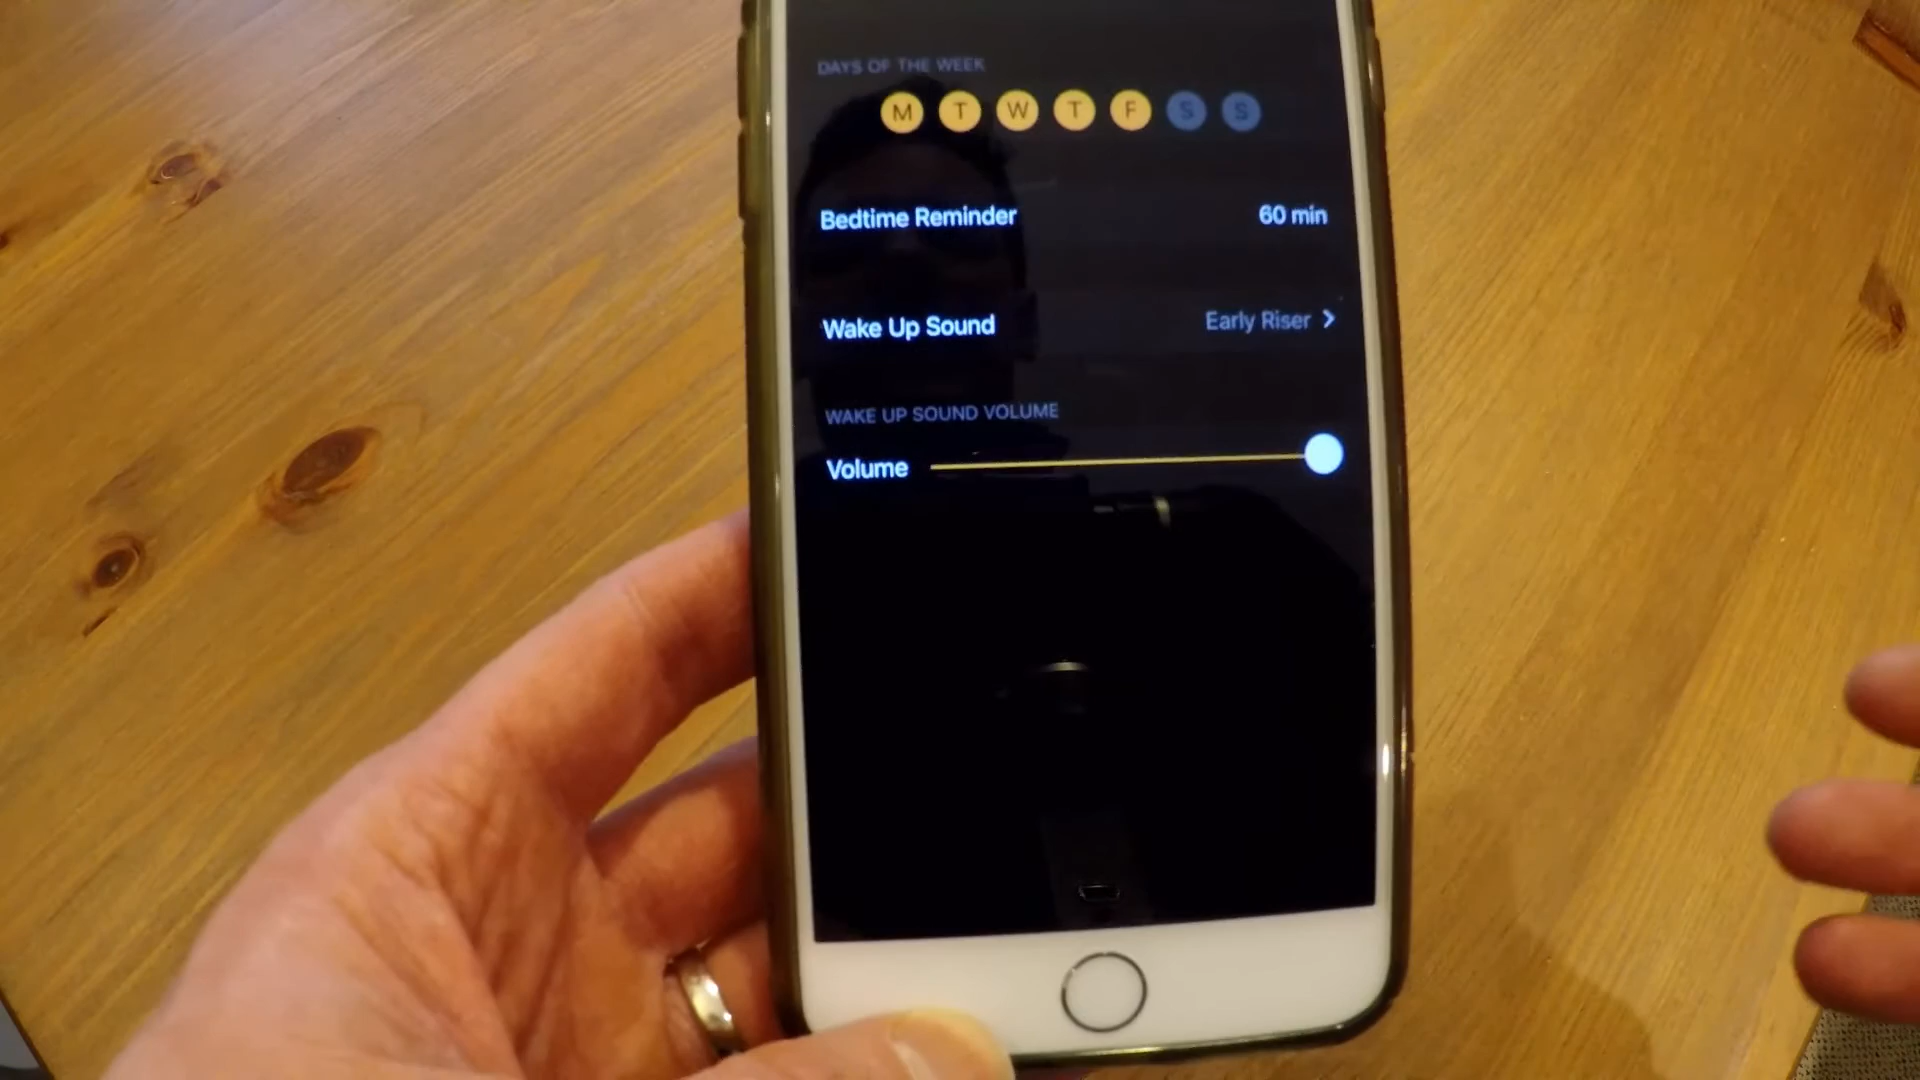 DAYS OF THE WEEK
M T W T F S S
Bedtime Reminder 60 min
Wake Up Sound Early Riser >
WAKE UP SOUND VOLUME
Volume